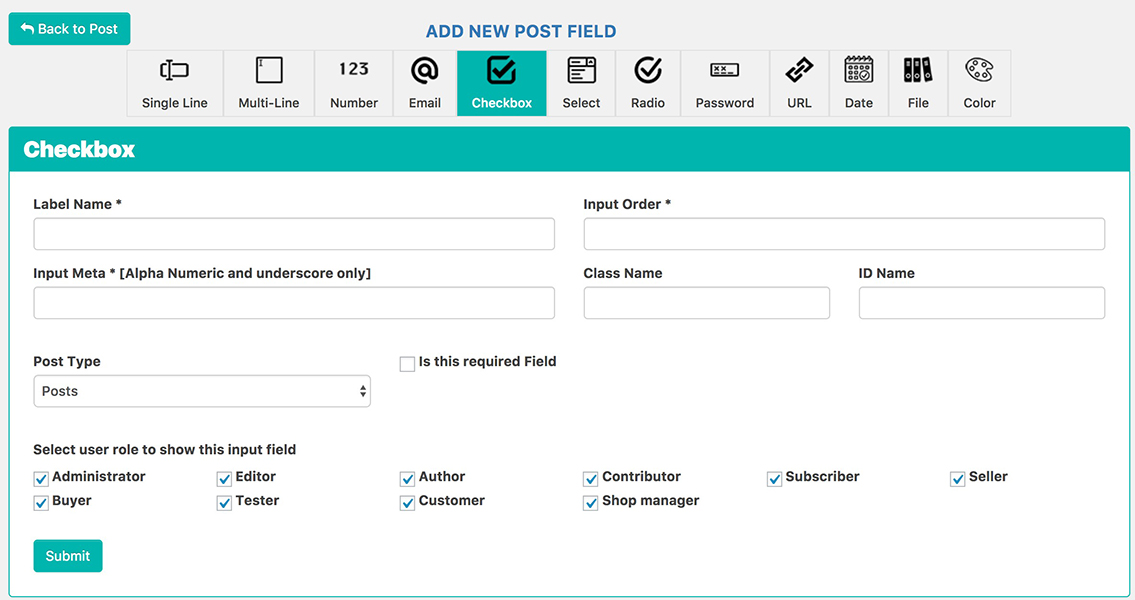 Back to Post
ADD NEW POST FIELD
123
Single Line Multi-Line Number Email Checkbox Select Radio Password URL Date File Color
Checkbox
Label Name * Input Order *
Input Meta * [Alpha Numeric and underscore only] Class Name ID Name
Post Type Is this required Field
Posts
Select user role to show this input field
Administrator Editor Author Contributor Subscriber Seller
Buyer Tester Customer Shop manager
Submit